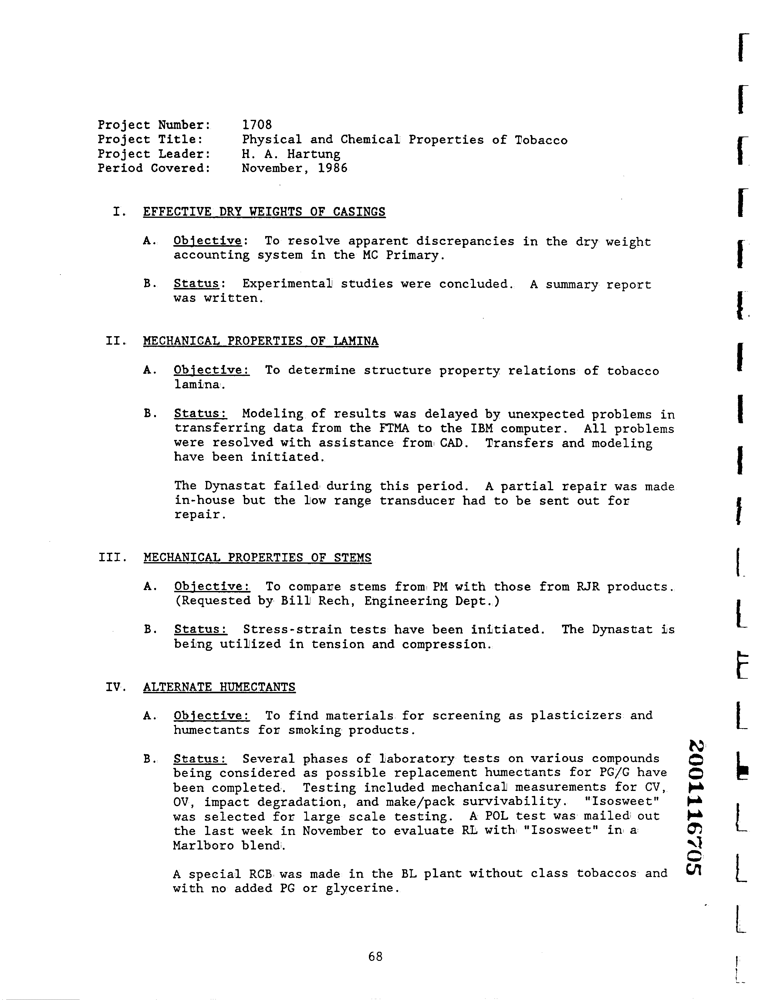 Project Number: 1708
Project Title: Physical and Chemical Properties of Tobacco
Project Leader: H. A. Hartung
Period Covered: November, 1986
I. EFFECTIVE DRY WEIGHTS OF CASINGS
A. Objective: To resolve apparent discrepancies in the dry weight
accounting system in the MC Primary.
B. Status: Experimental studies were concluded. A summary report
was written.
II. MECHANICAL PROPERTIES OF LAMINA
A. Objective: To determine structure property relations of tobacco
lamina.
B. Status: Modeling of results was delayed by unexpected problems in
transferring data from the FTMA to the IBM computer. All problems
were resolved with assistance from CAD. Transfers and modeling
have been initiated.
The Dynastat failed during this period. A partial repair was made
in-house but the low range transducer had to be sent out for
repair.
III. MECHANICAL PROPERTIES OF STEMS
A. Objective: To compare stems from PM with those from RJR products.
(Requested by Bill Rech, Engineering Dept.)
B. Status: Stress-strain tests have been initiated. The Dynastat is
being utilized in tension and compression.
IV. ALTERNATE HUMECTANTS
A. Objective: To find materials for screening as plasticizers and
humectants for smoking products.
B. Status: Several phases of laboratory tests on various compounds
being considered as possible replacement humectants for PG/G have
been completed. Testing included mechanical measurements for CV,
OV, impact degradation, and make/pack survivability. "Isosweet"
was selected for large scale testing. A POL test was mailed out
the last week in November to evaluate RL with "Isosweet" in a
Marlboro blend.
A special RCB was made in the BL plant without class tobaccos and
with no added PG or glycerine.
2001116705
68